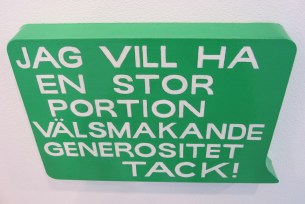 JAG VILL HA
EN STOR
PORTION
VÄLSMAKANDE
GENEROSITET
TACK!